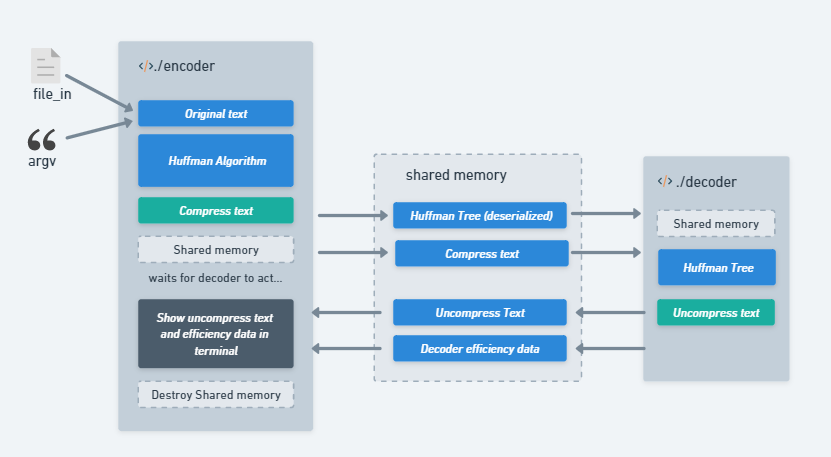 </>./encoder
file_in
argv
Original text
Huffman Algorithm
Compress text
Shared memory
waits for decoder to act...
Show uncompress text
and efficiency data in
terminal
Destroy Shared memory
shared memory
Huffman Tree (deserialized)
Compress text
Uncompress Text
Decoder efficiency data
</> ./decoder
Shared memory
Huffman Tree
Uncompress text